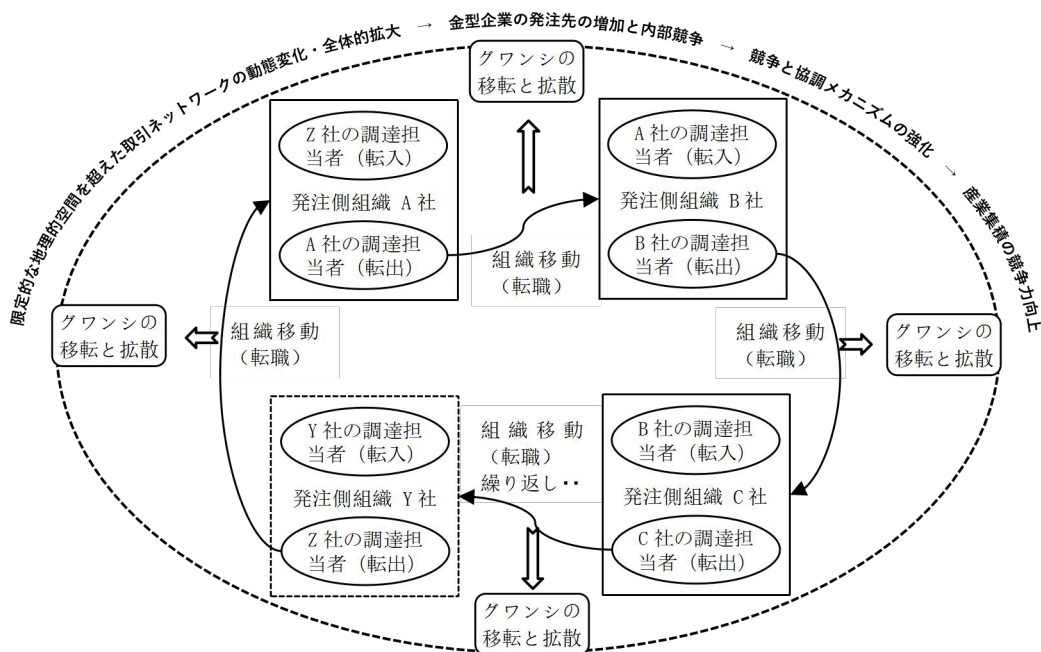 限定的な地理的空間を超えた取引ネットワークの動態変化・全体的拡大 → 金型企業の発注先の増加と内部競争 → 競争と協調メカニズムの強化 → 産業集積の競争力向上
グワンシの
移転と拡散
Z社の調達担
当者（転入）
発注側組織 A社
A社の調達担
当者（転出）
組織移動
（転職）
A社の調達担
当者（転入）
発注側組織 B社
B社の調達担
当者（転出）
グワンシの
移転と拡散
組織移動
（転職）
組織移動
（転職）
グワンシの
移転と拡散
Y社の調達担
当者（転入）
発注側組織 Y社
Z社の調達担
当者（転出）
組織移動
（転職）
繰り返し・・
B社の調達担
当者（転入）
発注側組織 C社
C社の調達担
当者（転出）
グワンシの
移転と拡散